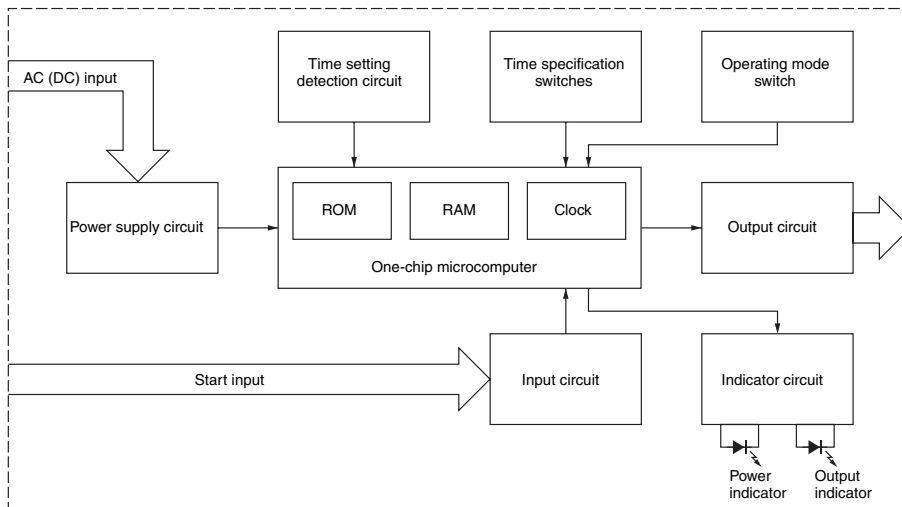 AC (DC) input
Time setting
detection circuit
Time specification
switches
Operating mode
switch
Power supply circuit
ROM
RAM
Clock
One-chip microcomputer
Output circuit
Start input
Input circuit
Indicator circuit
Power
indicator
Output
indicator